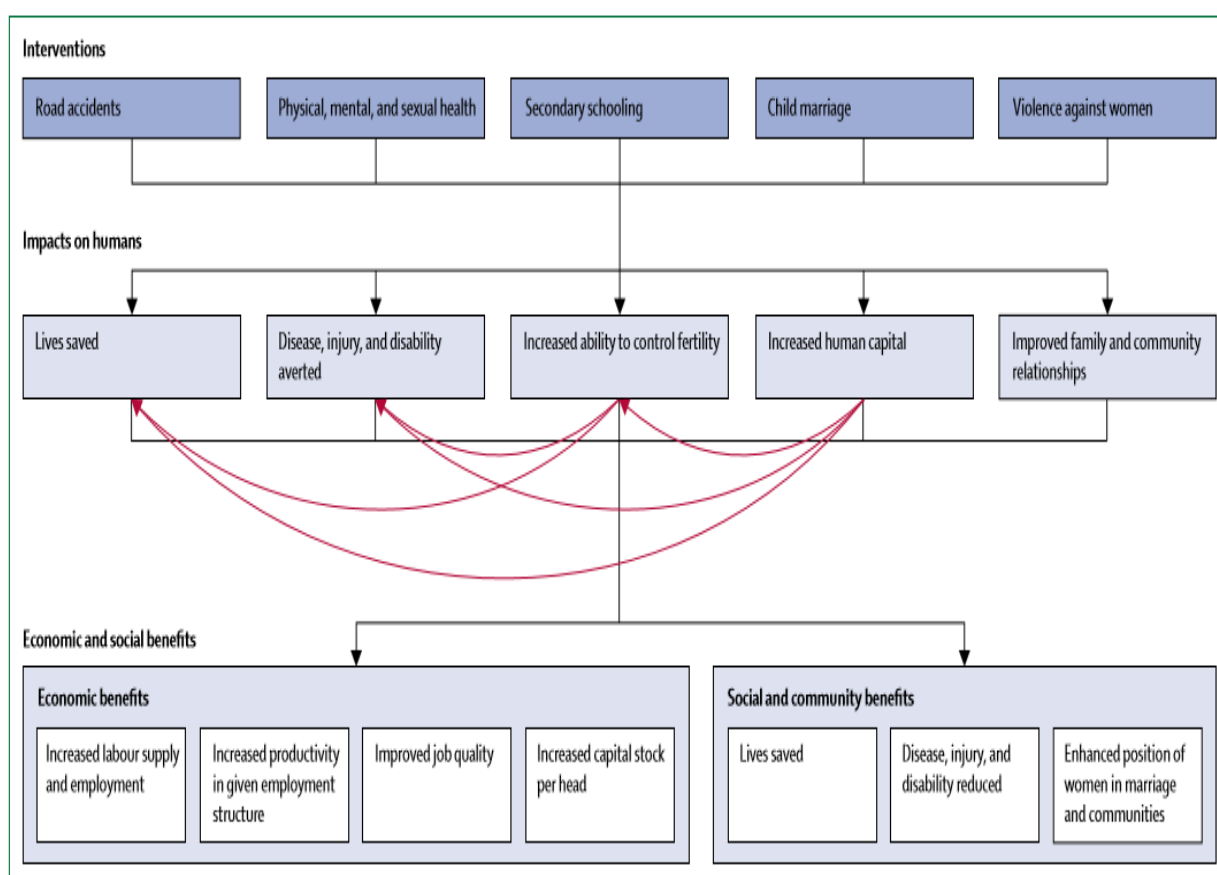 Interventions
Road accidents
Physical, mental, and sexual health
Secondary schooling
Child marriage
Violence against women
Impacts on humans
Lives saved
Disease, injury, and disability
averted
Increased ability to control fertility
Increased human capital
Improved family and community
relationships
Economic and social benefits
Economic benefits
Increased labour supply
and employment
Increased productivity
in given employment
structure
Improved job quality
Increased capital stock
per head
Social and community benefits
Lives saved
Disease, injury, and
disability reduced
Enhanced position of
women in marriage
and communities